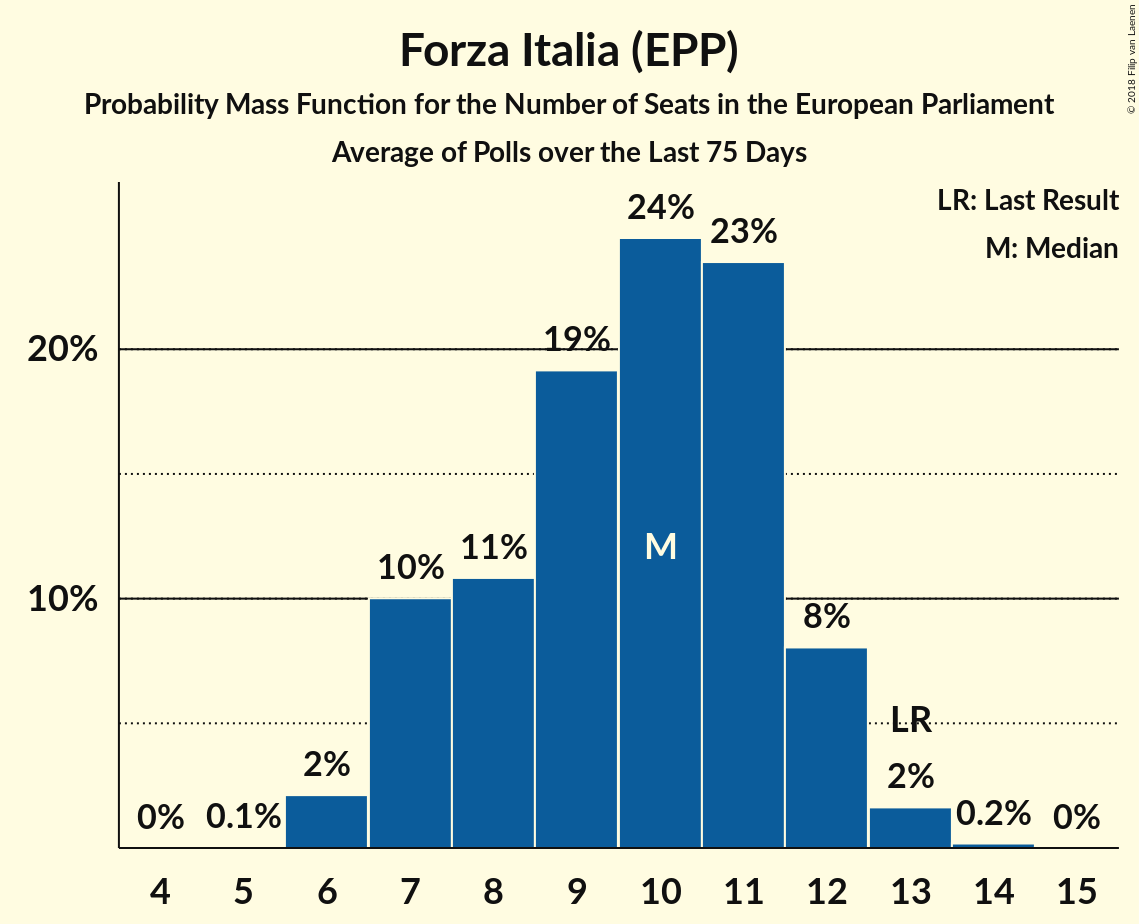 Forza Italia (EPP)
Probability Mass Function for the Number of Seats in the European Parliament
Average of Polls over the Last 75 Days
© 2018 Filip van Laenen
LR: Last Result
M: Median
24%
23%
20%
19%
M
11%
10%
10%
8%
LR
2%
2%
0%
0.1%
0.2%
0%
4 5 6 7 8 9 10 11 12 13 14 15